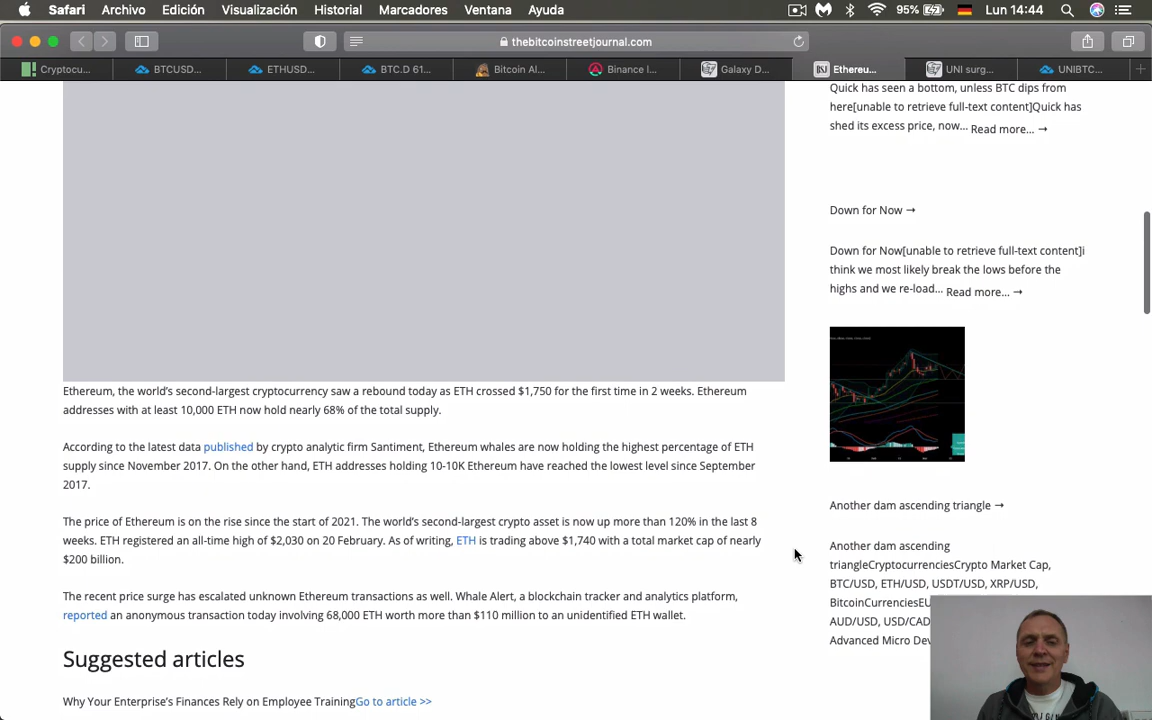 Safari Archivo Edición Visualización Historial Marcadores Ventana Ayuda 95% Lun 14:44
thebitcoinstreetjournal.com
Cryptocu... BTCUSD... ETHUSD... BTC.D 61... Bitcoin Al... Binance I... Galaxy D... Ethereu... UNI surg... UNIBTC...
Quick has seen a bottom, unless BTC dips from
here[unable to retrieve full-text content]Quick has
shed its excess price, now... Read more... →
Down for Now →
Down for Now[unable to retrieve full-text content]i
think we most likely break the lows before the
highs and we re-load... Read more... →
Another dam ascending triangle →
Another dam ascending
triangleCryptocurrenciesCrypto Market Cap,
BTC/USD, ETH/USD, USDT/USD, XRP/USD,
BitcoinCurrenciesEU
AUD/USD, USD/CAD
Advanced Micro Dev
Ethereum, the world's second-largest cryptocurrency saw a rebound today as ETH crossed $1,750 for the first time in 2 weeks. Ethereum
addresses with at least 10,000 ETH now hold nearly 68% of the total supply.
According to the latest data published by crypto analytic firm Santiment, Ethereum whales are now holding the highest percentage of ETH
supply since November 2017. On the other hand, ETH addresses holding 10-10K Ethereum have reached the lowest level since September
2017.
The price of Ethereum is on the rise since the start of 2021. The world's second-largest crypto asset is now up more than 120% in the last 8
weeks. ETH registered an all-time high of $2,030 on 20 February. As of writing, ETH is trading above $1,740 with a total market cap of nearly
$200 billion.
The recent price surge has escalated unknown Ethereum transactions as well. Whale Alert, a blockchain tracker and analytics platform,
reported an anonymous transaction today involving 68,000 ETH worth more than $110 million to an unidentified ETH wallet.
Suggested articles
Why Your Enterprise's Finances Rely on Employee TrainingGo to article >>